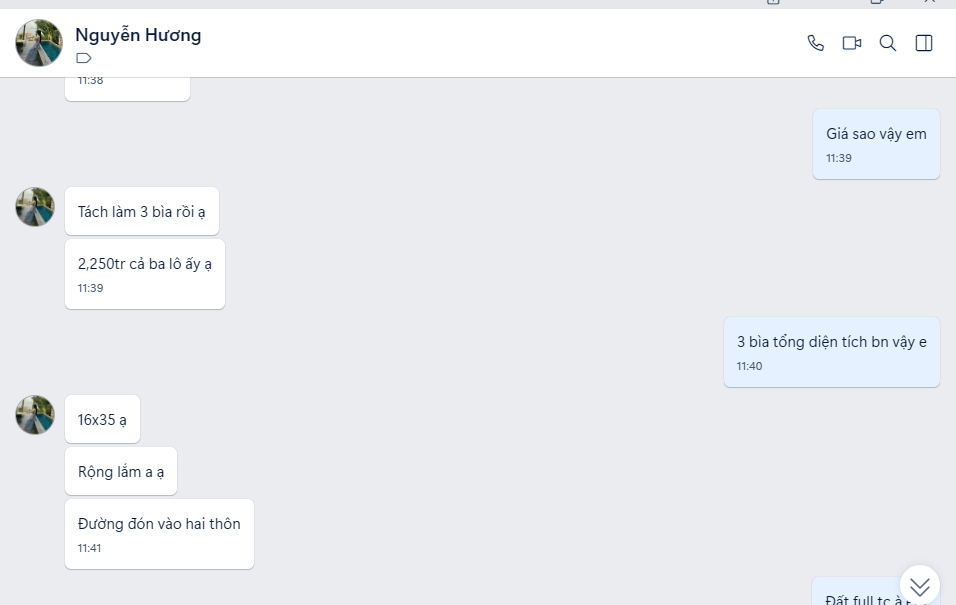 Nguyễn Hương
11:38
Giá sao vậy em
11:39
Tách làm 3 bìa rồi ạ
2,250tr cả ba lô ấy ạ
11:39
3 bìa tổng diện tích bn vậy e
11:40
16x35 ạ
Rộng lắm a ạ
Đường đón vào hai thôn
11:41
Đất full tc à